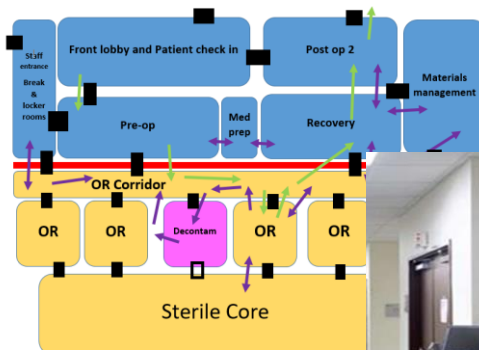 Staff
entrance
Break
&
locker
rooms
Front lobby and Patient check in
Post op 2
Materials
management
Pre-op
Med
prep
Recovery
OR Corridor
OR
OR
Decontam
OR
OR
Sterile Core